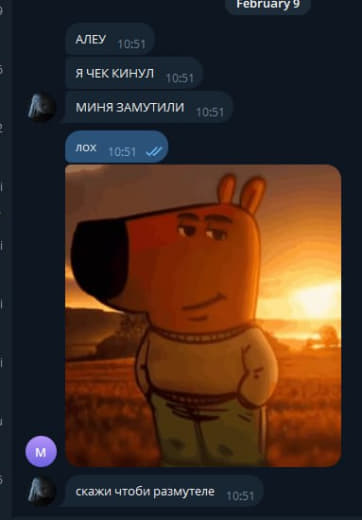 February 9
АЛЕУ 10:51
Я ЧЕК КИНУЛ 10:51
МИНЯ ЗАМУТИЛИ 10:51
лох 10:51
М
скажи чтоби размутеле 10:51